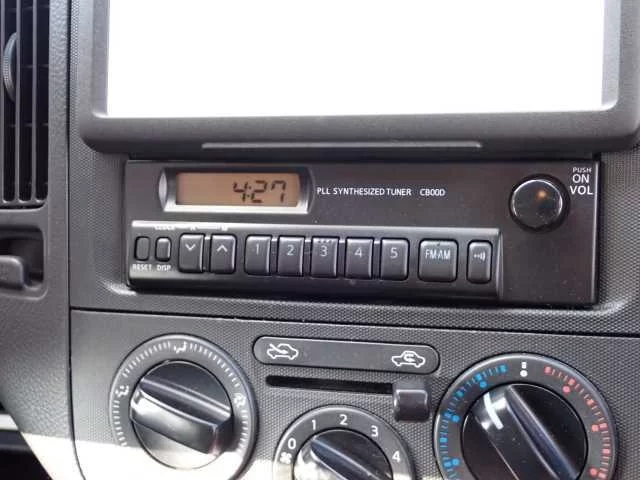 4:27
PLL SYNTHESIZED TUNER CB00D
PUSH
ON
VOL
CLOCK H M
RESET DISP
1 2 3 4 5 FM·AM
0 1 2 3 4